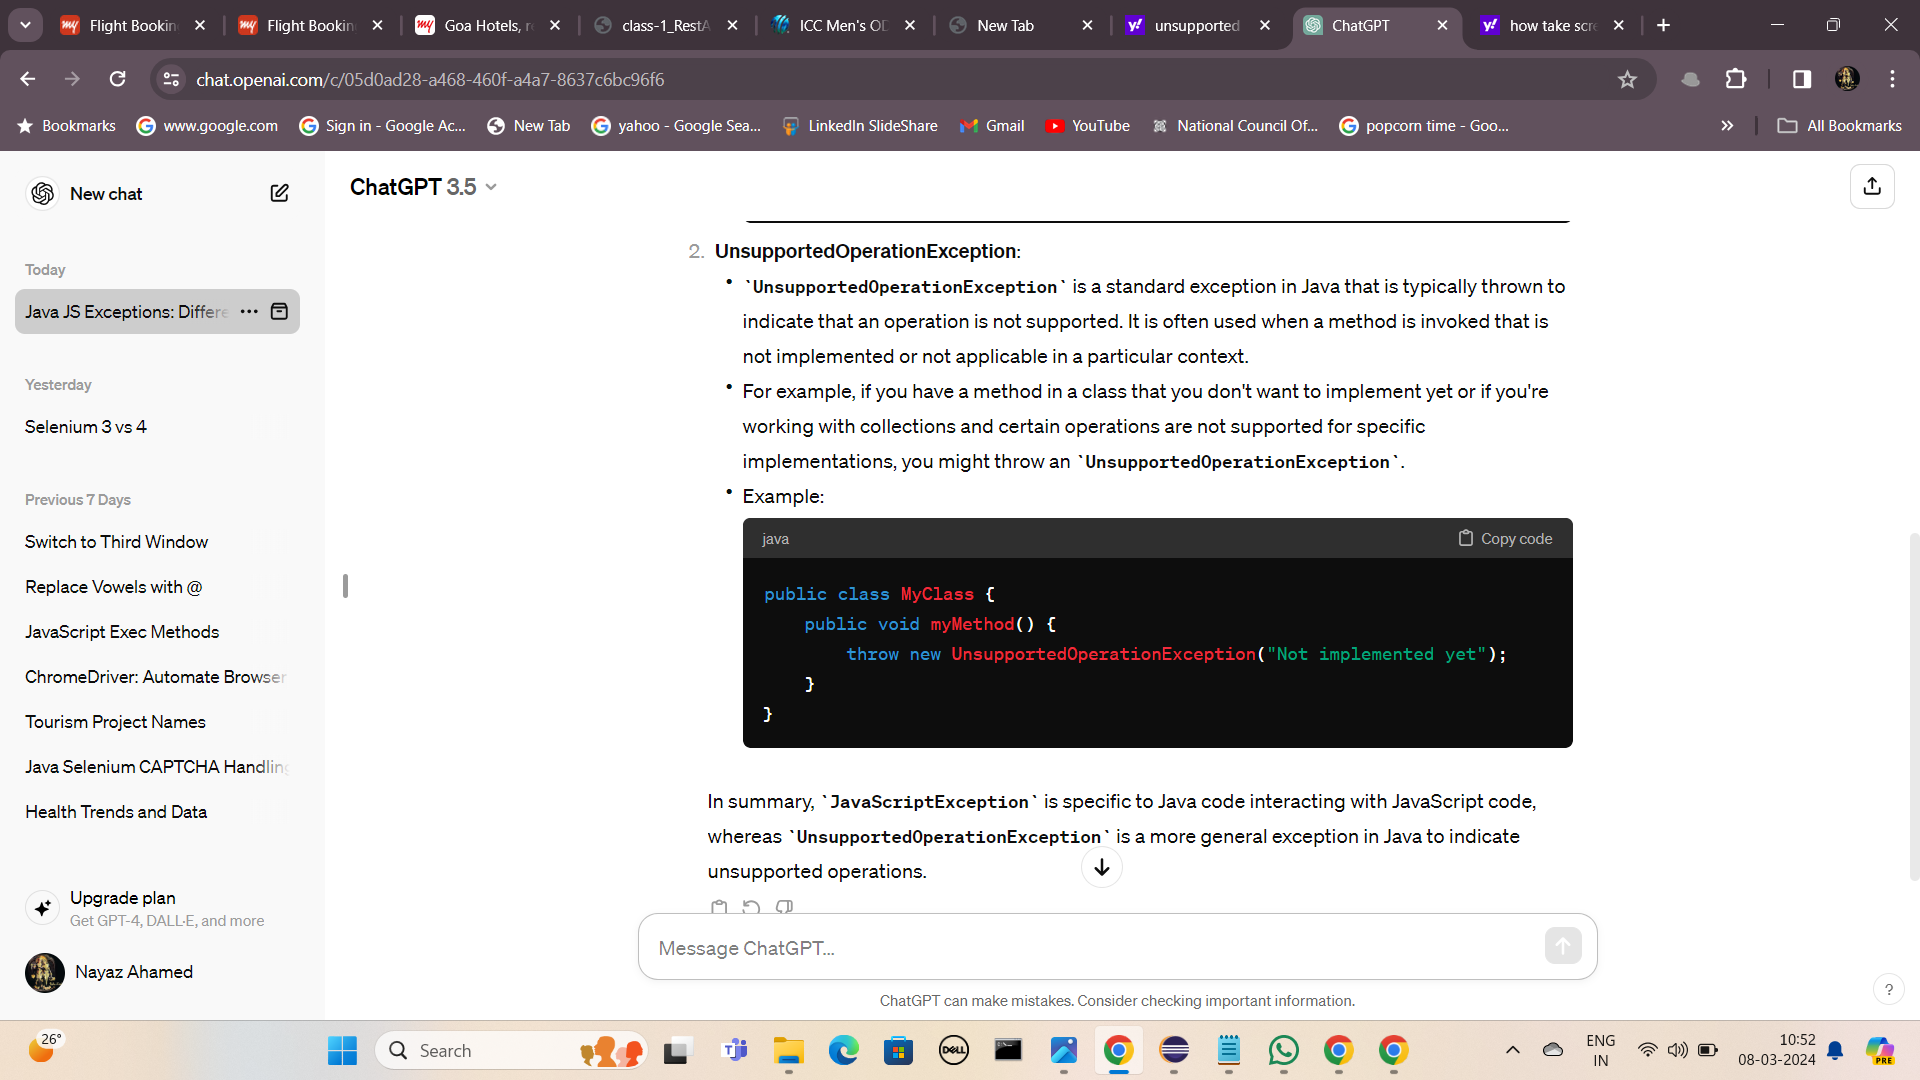 Flight Bookin
Flight Bookin
my Goa Hotels, r
class-1_RestA
ICC Men's OD
New Tab
y! unsupported
ChatGPT
y! how take scre
chat.openai.com/c/05d0ad28-a468-460f-a4a7-8637c6bc96f6
Bookmarks
www.google.com
Sign in - Google Ac...
New Tab
yahoo - Google Sea...
LinkedIn SlideShare
Gmail
YouTube
National Council Of...
popcorn time - Goo...
All Bookmarks
New chat
Today
Java JS Exceptions: Differe
Yesterday
Selenium 3 vs 4
Previous 7 Days
Switch to Third Window
Replace Vowels with @
JavaScript Exec Methods
ChromeDriver: Automate Browser
Tourism Project Names
Java Selenium CAPTCHA Handling
Health Trends and Data
Upgrade plan
Get GPT-4, DALL·E, and more
Nayaz Ahamed
ChatGPT 3.5
2. UnsupportedOperationException:
• `UnsupportedOperationException` is a standard exception in Java that is typically thrown to
indicate that an operation is not supported. It is often used when a method is invoked that is
not implemented or not applicable in a particular context.
• For example, if you have a method in a class that you don't want to implement yet or if you're
working with collections and certain operations are not supported for specific
implementations, you might throw an `UnsupportedOperationException`.
• Example:
java
Copy code
public class MyClass {
public void myMethod() {
throw new UnsupportedOperationException("Not implemented yet");
}
}
In summary, `JavaScriptException` is specific to Java code interacting with JavaScript code,
whereas `UnsupportedOperationException` is a more general exception in Java to indicate
unsupported operations.
Message ChatGPT...
ChatGPT can make mistakes. Consider checking important information.
?
26°
Search
DELL
ENG
IN
10:52
08-03-2024
PRE